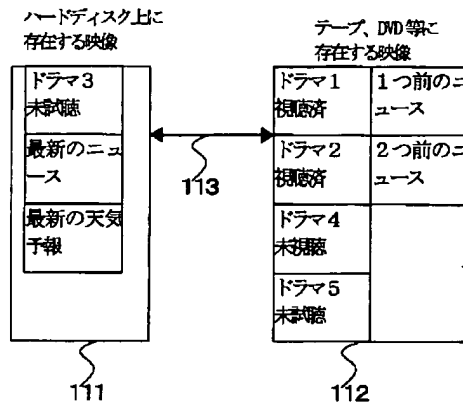 ハードディスク上に
存在する映像
ドラマ3
未試聴
最新のニュ
ース
最新の天気
予報
111
113
テープ、DVD等に
存在する映像
ドラマ1
視聴済
1つ前のニ
ュース
ドラマ2
視聴済
2つ前のニ
ュース
ドラマ4
未視聴
ドラマ5
未試聴
112